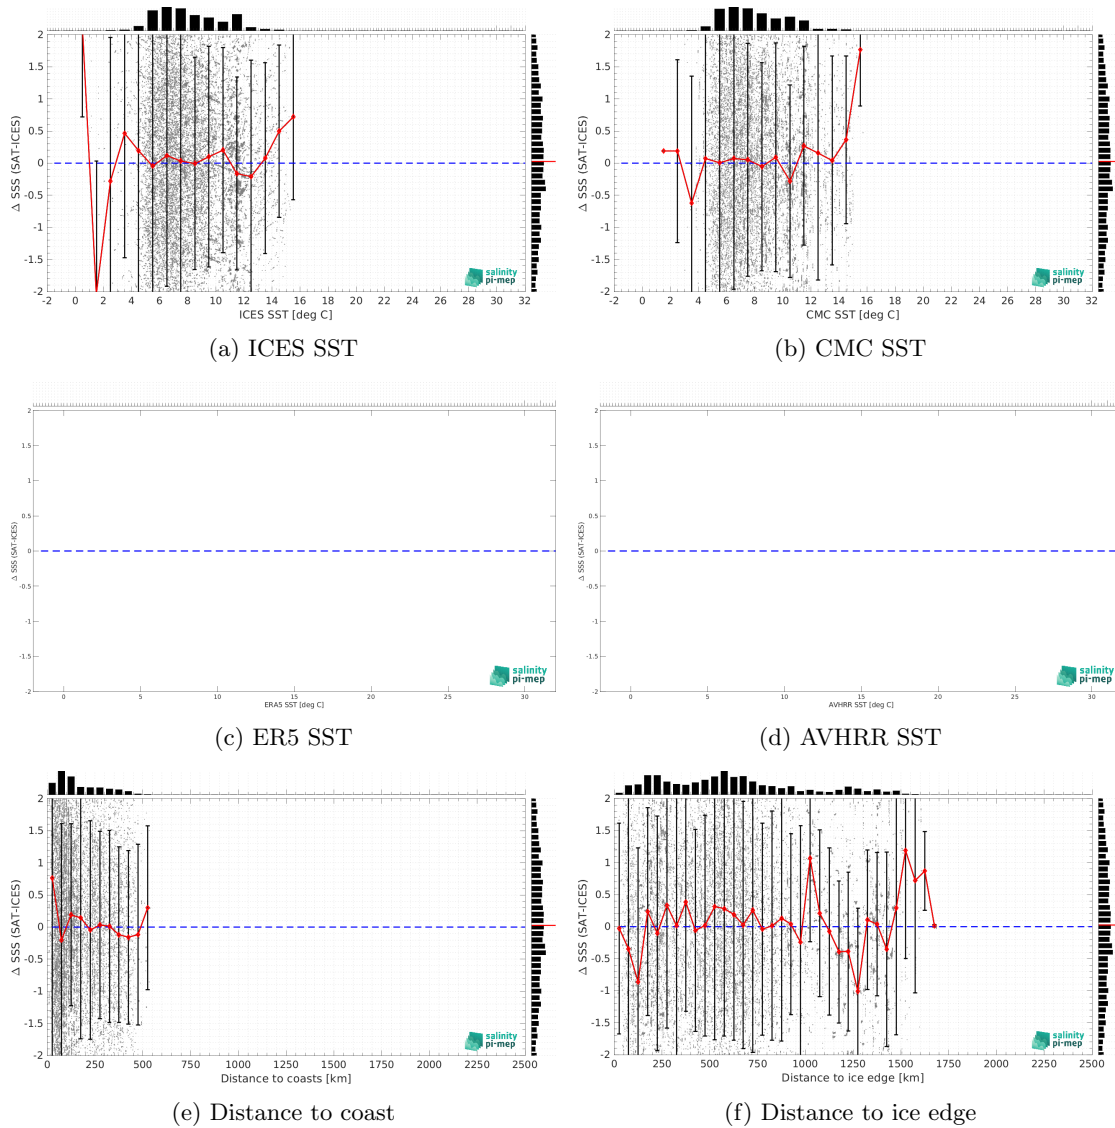 2
1.5
1
0.5
0
-0.5
-1
-1.5
-2
Δ SSS (SAT-ICES)
-2 0 2 4 6 8 10 12 14 16 18 20 22 24 26 28 30 32
ICES SST [deg C]
salinity
pi-mep
(a) ICES SST
2
1.5
1
0.5
0
-0.5
-1
-1.5
-2
Δ SSS (SAT-ICES)
-2 0 2 4 6 8 10 12 14 16 18 20 22 24 26 28 30 32
CMC SST [deg C]
salinity
pi-mep
(b) CMC SST
2
1.5
1
0.5
0
-0.5
-1
-1.5
-2
Δ SSS (SAT-ICES)
0 5 10 15 20 25 30
ERA5 SST [deg C]
salinity
pi-mep
(c) ER5 SST
2
1.5
1
0.5
0
-0.5
-1
-1.5
-2
Δ SSS (SAT-ICES)
0 5 10 15 20 25 30
AVHRR SST [deg C]
salinity
pi-mep
(d) AVHRR SST
2
1.5
1
0.5
0
-0.5
-1
-1.5
-2
Δ SSS (SAT-ICES)
0 250 500 750 1000 1250 1500 1750 2000 2250 2500
Distance to coasts [km]
salinity
pi-mep
(e) Distance to coast
2
1.5
1
0.5
0
-0.5
-1
-1.5
-2
Δ SSS (SAT-ICES)
0 250 500 750 1000 1250 1500 1750 2000 2250 2500
Distance to ice edge [km]
salinity
pi-mep
(f) Distance to ice edge